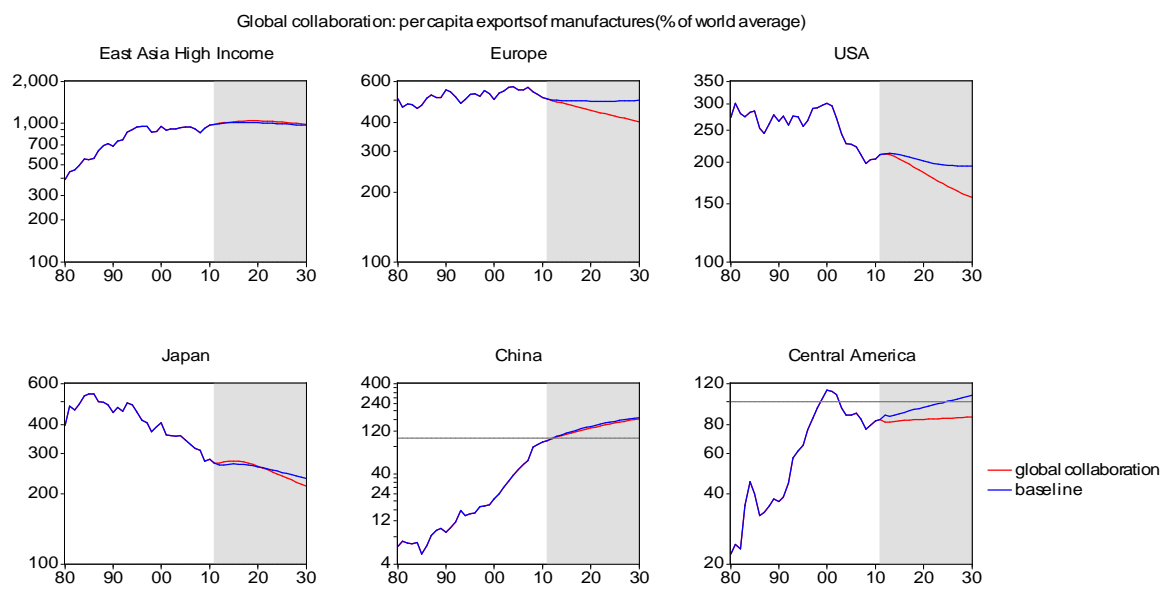 Global collaboration: per capita exportsof manufactures(% of world average)
East Asia High Income
2,000
1,000
700
500
300
200
100
80 90 00 10 20 30
Europe
600
400
300
200
100
80 90 00 10 20 30
USA
350
300
250
200
150
100
80 90 00 10 20 30
Japan
600
400
300
200
100
80 90 00 10 20 30
China
400
240
120
40
24
12
4
80 90 00 10 20 30
Central America
120
80
40
20
80 90 00 10 20 30
global collaboration
baseline